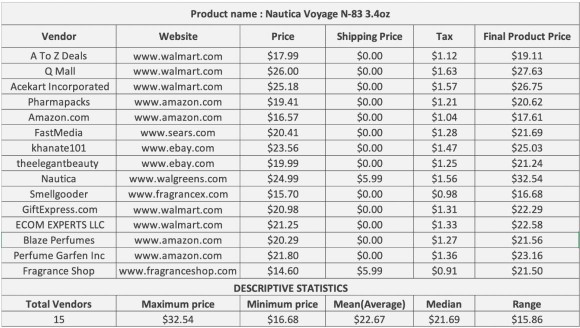 Product name : Nautica Voyage N-83 3.4oz
Vendor Website Price Shipping Price Tax Final Product Price
A To Z Deals www.walmart.com $17.99 $0.00 $1.12 $19.11
Q Mall www.walmart.com $26.00 $0.00 $1.63 $27.63
Acekart Incorporated www.walmart.com $25.18 $0.00 $1.57 $26.75
Pharmapacks www.amazon.com $19.41 $0.00 $1.21 $20.62
Amazon.com www.amazon.com $16.57 $0.00 $1.04 $17.61
FastMedia www.sears.com $20.41 $0.00 $1.28 $21.69
khanate101 www.ebay.com $23.56 $0.00 $1.47 $25.03
theelegantbeauty www.ebay.com $19.99 $0.00 $1.25 $21.24
Nautica www.walgreens.com $24.99 $5.99 $1.56 $32.54
Smellgooder www.fragrancex.com $15.70 $0.00 $0.98 $16.68
GiftExpress.com www.walmart.com $20.98 $0.00 $1.31 $22.29
ECOM EXPERTS LLC www.walmart.com $21.25 $0.00 $1.33 $22.58
Blaze Perfumes www.amazon.com $20.29 $0.00 $1.27 $21.56
Perfume Garfen Inc www.amazon.com $21.80 $0.00 $1.36 $23.16
Fragrance Shop www.fragranceshop.com $14.60 $5.99 $0.91 $21.50
DESCRIPTIVE STATISTICS
Total Vendors Maximum price Minimum price Mean(Average) Median Range
15 $32.54 $16.68 $22.67 $21.69 $15.86